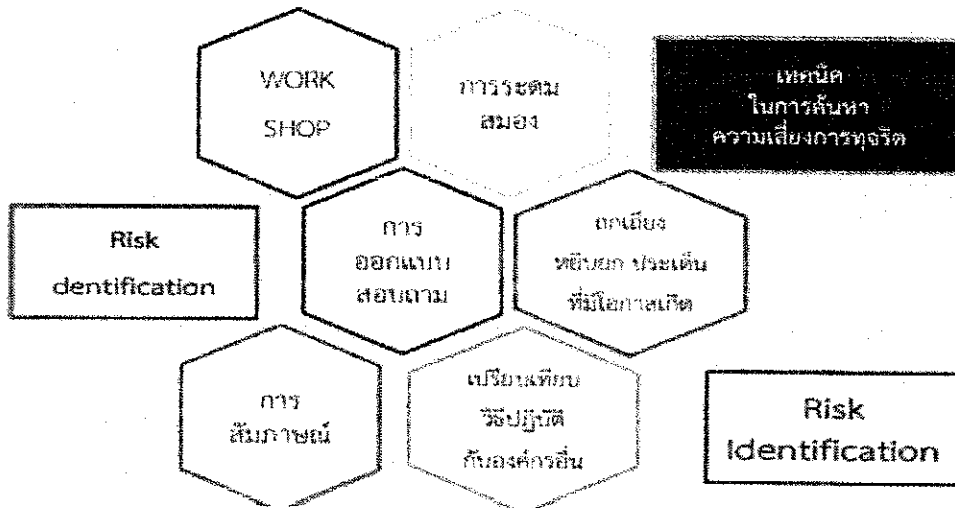 WORK
SHOP
การระดม
สมอง
เทคนิค
ในการค้นหา
ความเสี่ยงการทุจริต
Risk
dentification
การ
ออกแบบ
สอบถาม
ถกเถียง
หยิบยก ประเด็น
ที่มีโอกาสเกิด
การ
สัมภาษณ์
เปรียบเทียบ
วิธีปฏิบัติ
กับองค์กรอื่น
Risk
Identification